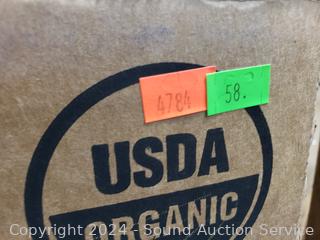 4784
58.
USDA
ORGANIC
Copyright 2024 - Sound Auction Service